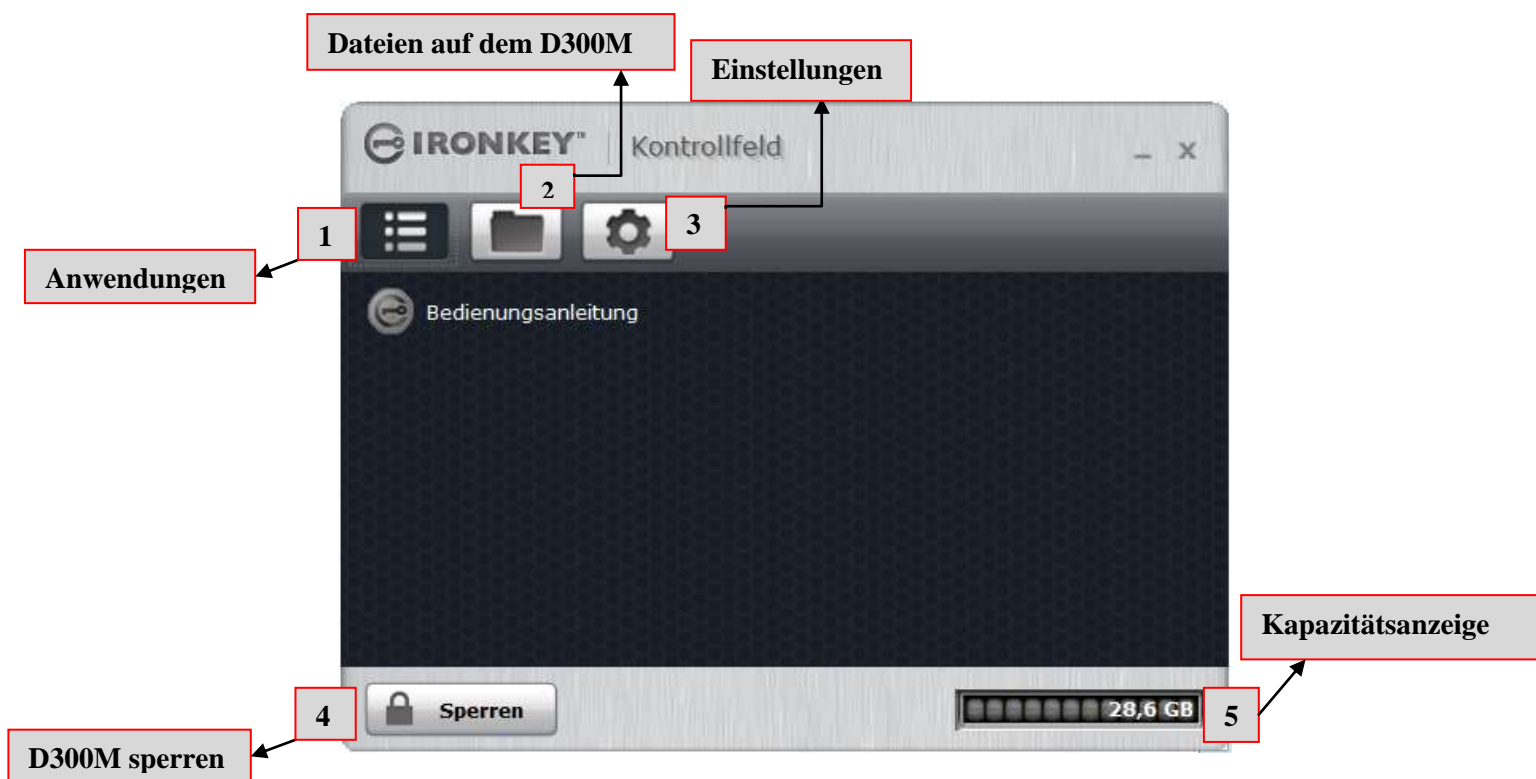 Dateien auf dem D300M
Einstellungen
IRONKEY™ Kontrollfeld
2
1
3
Anwendungen
Bedienungsanleitung
Kapazitätsanzeige
4
Sperren
28,6 GB
5
D300M sperren